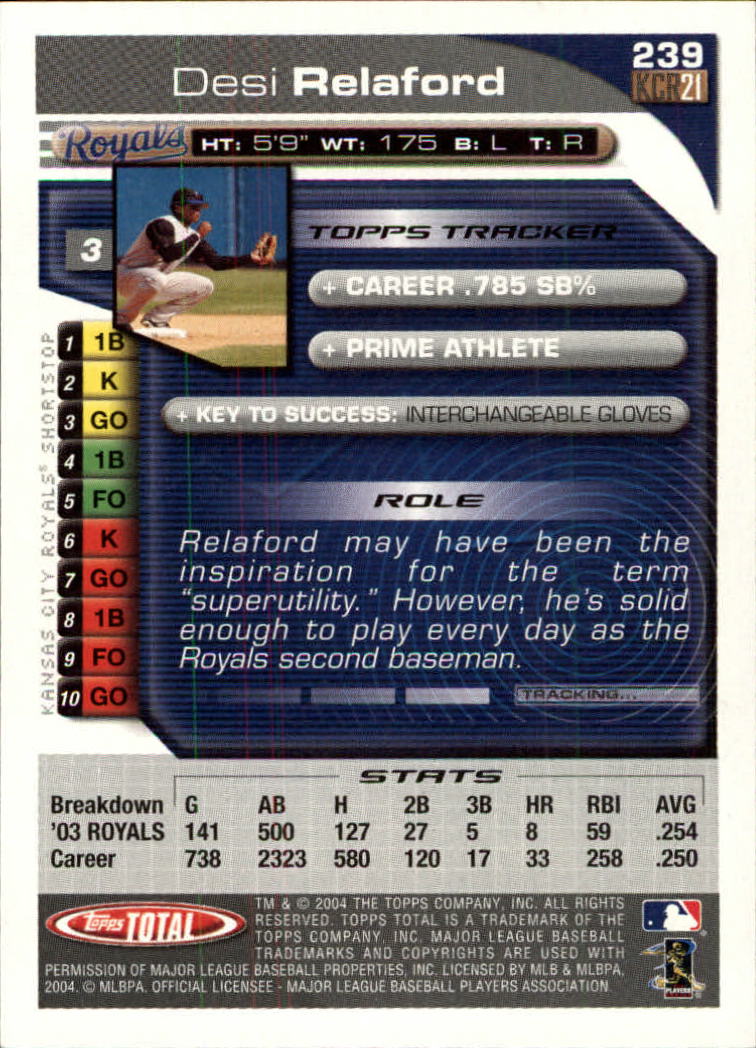 Desi Relaford
239
KCR21
Royals
HT: 5'9" WT: 175 B: L T: R
3
TOPPS TRACKER
+ CAREER .785 SB%
+ PRIME ATHLETE
+ KEY TO SUCCESS: INTERCHANGEABLE GLOVES
KANSAS CITY ROYALS® SHORTSTOP
1 1B
2 K
3 GO
4 1B
5 FO
6 K
7 GO
8 1B
9 FO
10 GO
ROLE
Relaford may have been the
inspiration for the term
"superutility." However, he's solid
enough to play every day as the
Royals second baseman.
TRACKING...
STATS
Breakdown G AB H 2B 3B HR RBI AVG
'03 ROYALS 141 500 127 27 5 8 59 .254
Career 738 2323 580 120 17 33 258 .250
topps TOTAL
TM & © 2004 THE TOPPS COMPANY, INC. ALL RIGHTS
RESERVED. TOPPS TOTAL IS A TRADEMARK OF THE
TOPPS COMPANY, INC. MAJOR LEAGUE BASEBALL
TRADEMARKS AND COPYRIGHTS ARE USED WITH
PERMISSION OF MAJOR LEAGUE BASEBALL PROPERTIES, INC. LICENSED BY MLB & MLBPA,
2004. © MLBPA. OFFICIAL LICENSEE - MAJOR LEAGUE BASEBALL PLAYERS ASSOCIATION.
PLAYERS